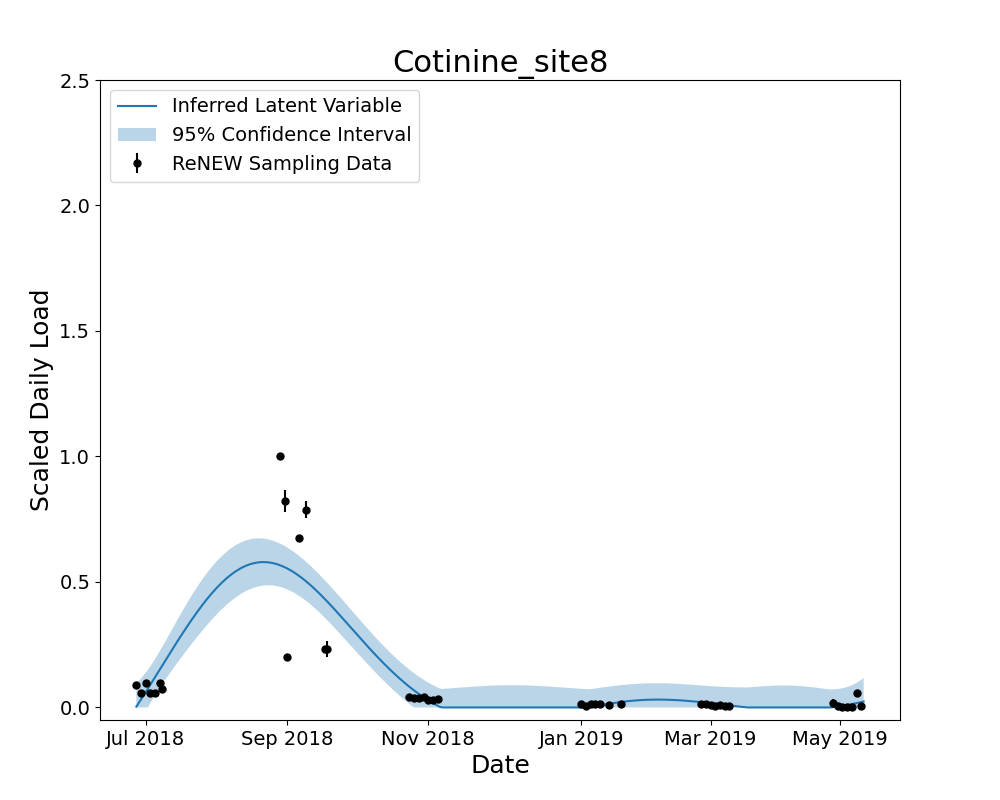 Cotinine_site8
2.5
2.0
1.5
1.0
0.5
0.0
Scaled Daily Load
Inferred Latent Variable
95% Confidence Interval
ReNEW Sampling Data
Jul 2018 Sep 2018 Nov 2018 Jan 2019 Mar 2019 May 2019
Date